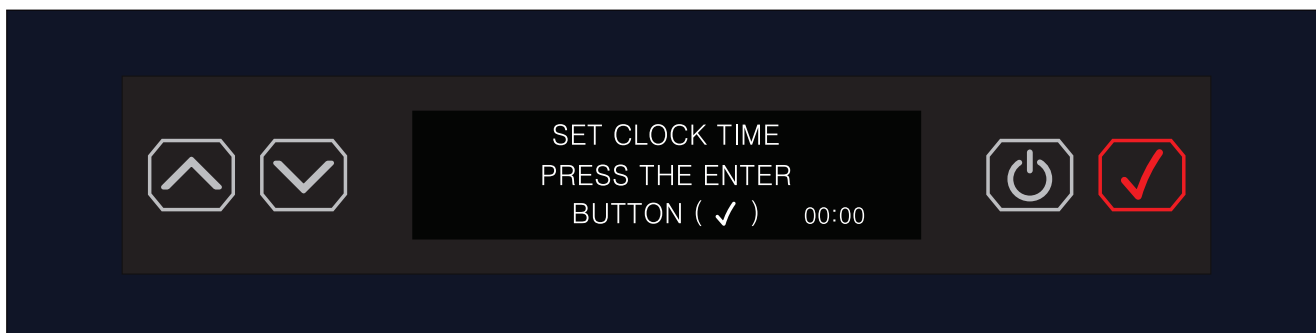 SET CLOCK TIME
PRESS THE ENTER
BUTTON ( ✓ ) 00:00